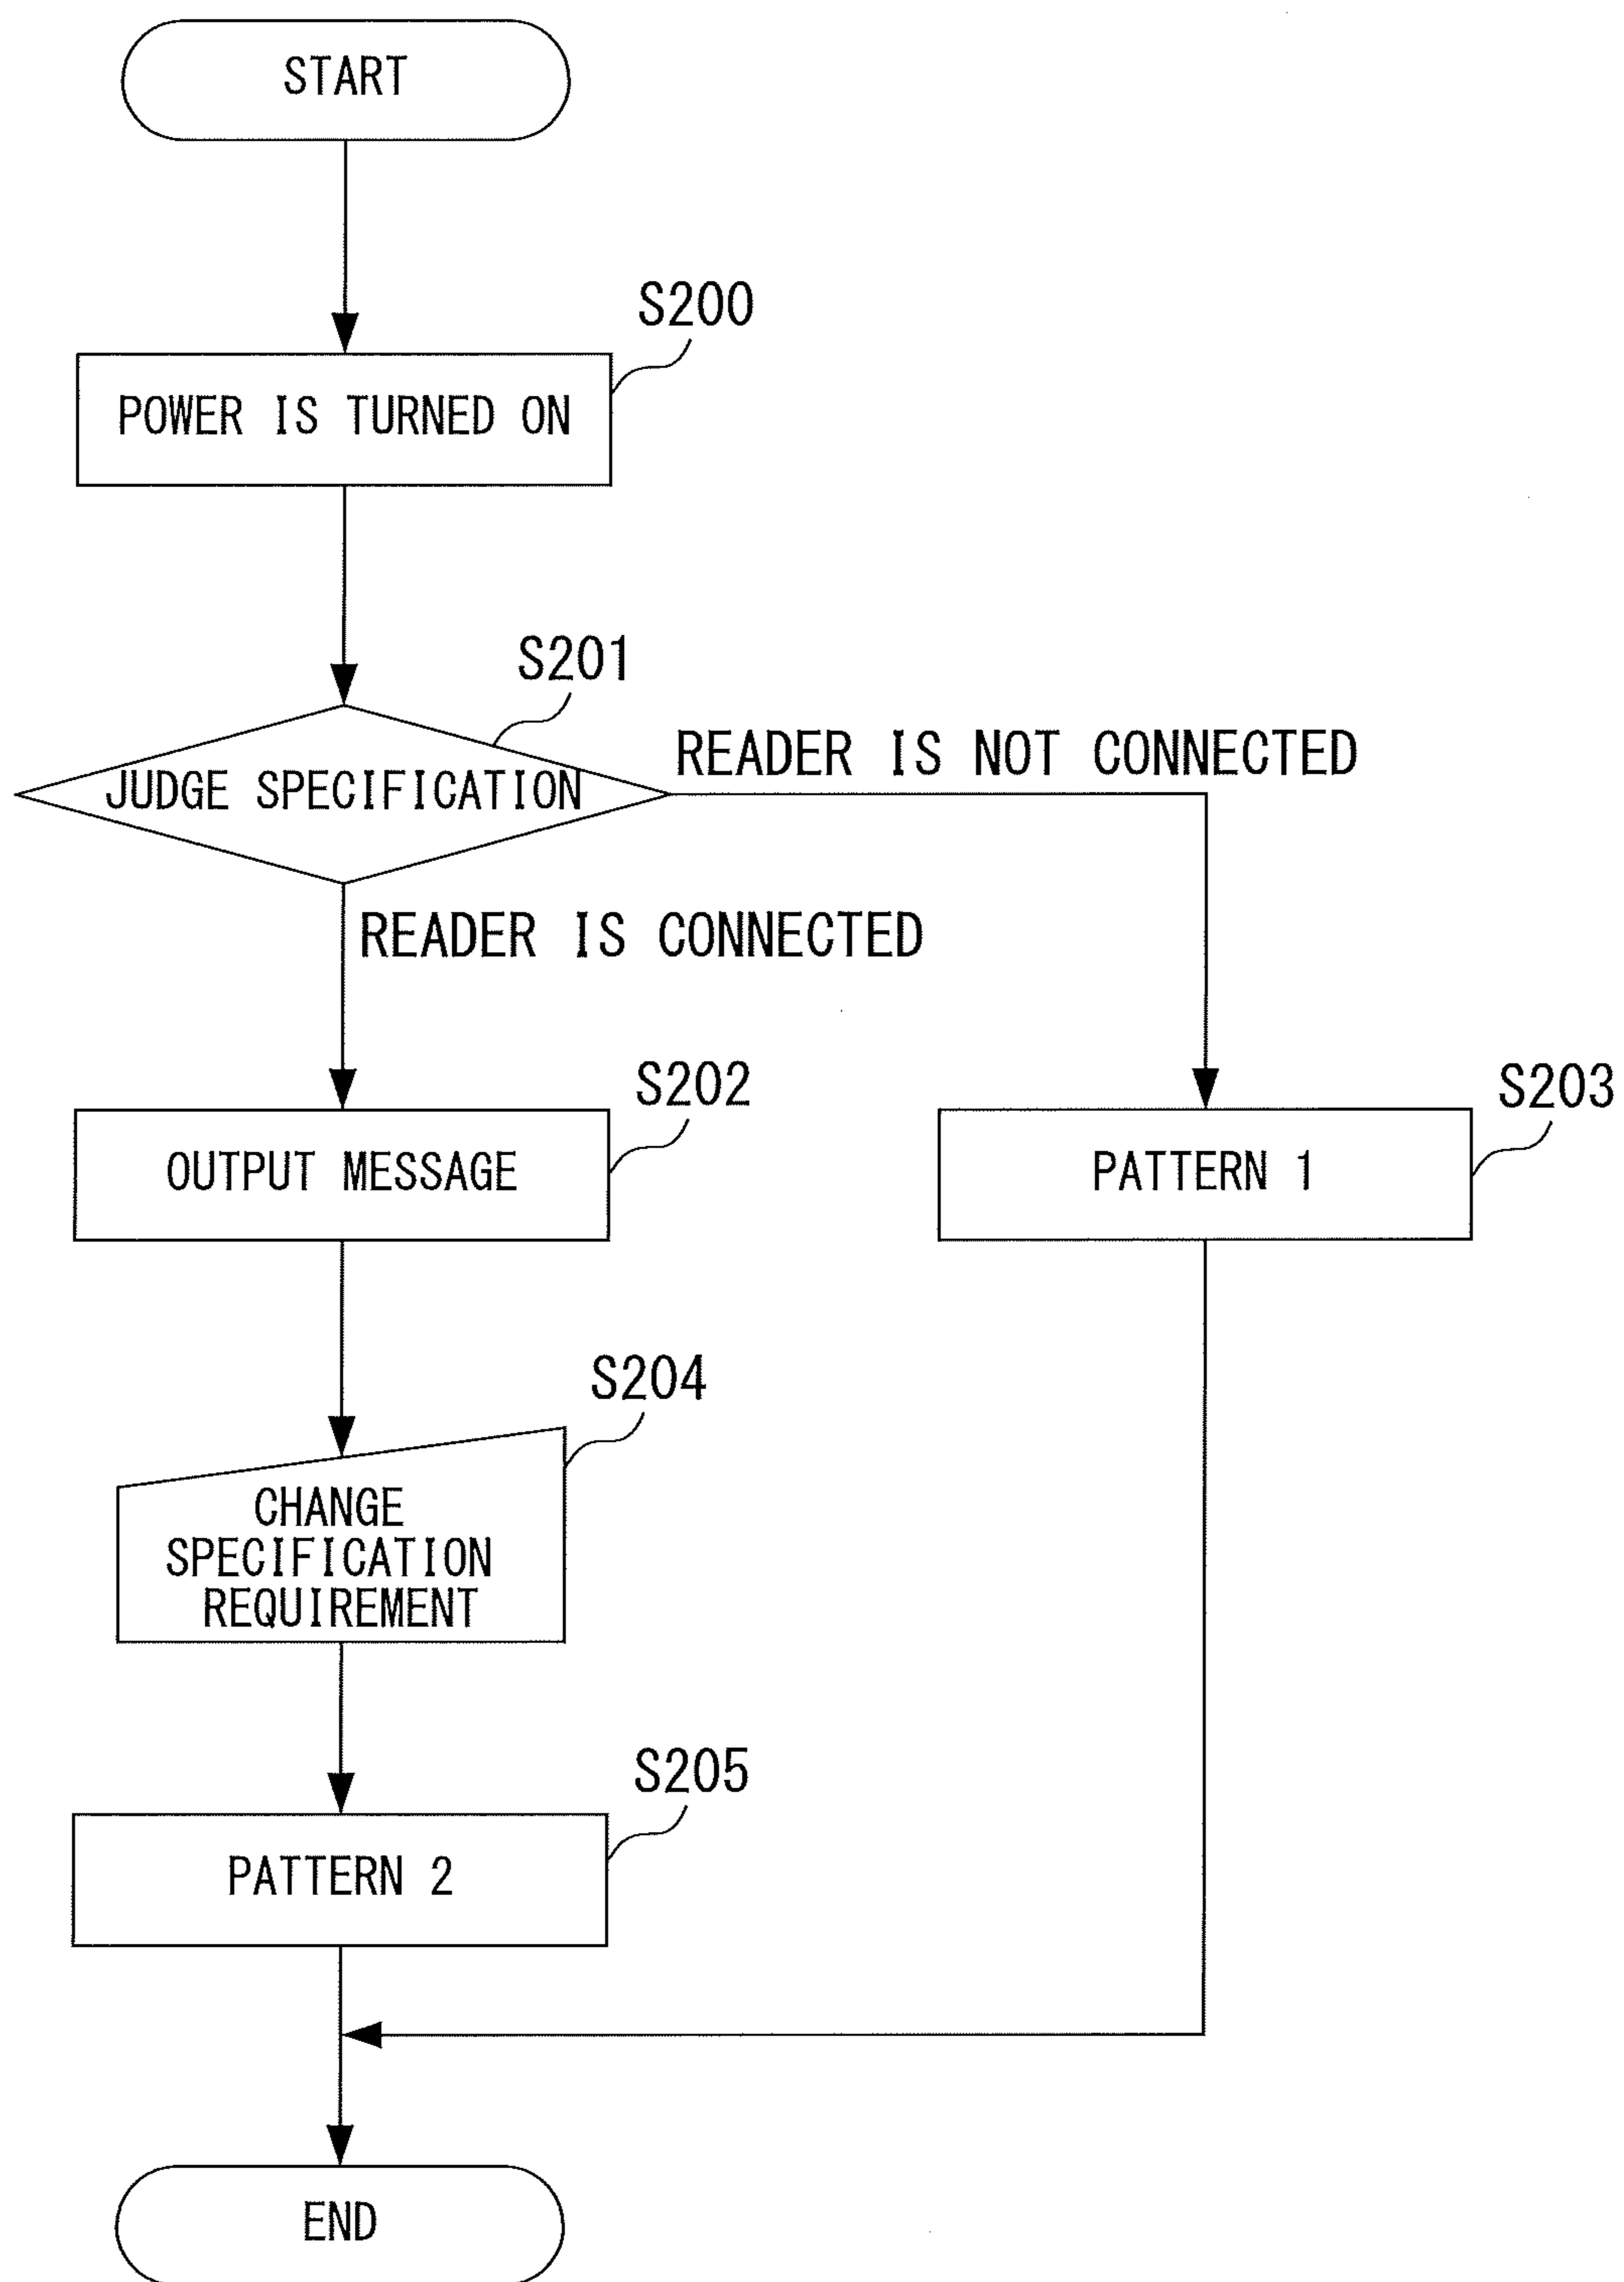 START
S200
POWER IS TURNED ON
S201
JUDGE SPECIFICATION
READER IS NOT CONNECTED
READER IS CONNECTED
S202
OUTPUT MESSAGE
S203
PATTERN 1
S204
CHANGE
SPECIFICATION
REQUIREMENT
S205
PATTERN 2
END